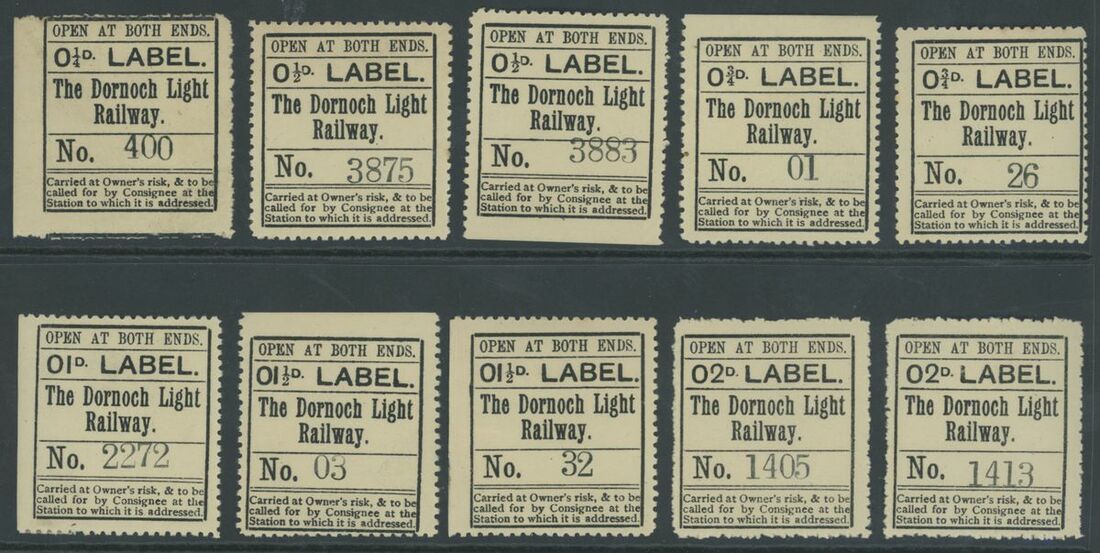 OPEN AT BOTH ENDS.
0¼D. LABEL.
The Dornoch Light
Railway.
No. 400
Carried at Owner's risk, & to be
called for by Consignee at the
Station to which it is addressed.
OPEN AT BOTH ENDS.
0½D. LABEL.
The Dornoch Light
Railway.
No. 3875
Carried at Owner's risk, & to be
called for by Consignee at the
Station to which it is addressed.
OPEN AT BOTH ENDS.
0½D. LABEL.
The Dornoch Light
Railway.
No. 3883
Carried at Owner's risk, & to be
called for by Consignee at the
Station to which it is addressed.
OPEN AT BOTH ENDS.
0¾D. LABEL.
The Dornoch Light
Railway.
No. 01
Carried at Owner's risk, & to be
called for by Consignee at the
Station to which it is addressed.
OPEN AT BOTH ENDS.
0¾D. LABEL.
The Dornoch Light
Railway.
No. 26
Carried at Owner's risk, & to be
called for by Consignee at the
Station to which it is addressed.
OPEN AT BOTH ENDS.
01D. LABEL.
The Dornoch Light
Railway.
No. 2272
Carried at Owner's risk, & to be
called for by Consignee at the
Station to which it is addressed.
OPEN AT BOTH ENDS.
01½D. LABEL.
The Dornoch Light
Railway.
No. 03
Carried at Owner's risk, & to be
called for by Consignee at the
Station to which it is addressed.
OPEN AT BOTH ENDS.
01½D. LABEL.
The Dornoch Light
Railway.
No. 32
Carried at Owner's risk, & to be
called for by Consignee at the
Station to which it is addressed.
OPEN AT BOTH ENDS.
02D. LABEL.
The Dornoch Light
Railway.
No. 1405
Carried at Owner's risk, & to be
called for by Consignee at the
Station to which it is addressed.
OPEN AT BOTH ENDS.
02D. LABEL.
The Dornoch Light
Railway.
No. 1413
Carried at Owner's risk, & to be
called for by Consignee at the
Station to which it is addressed.